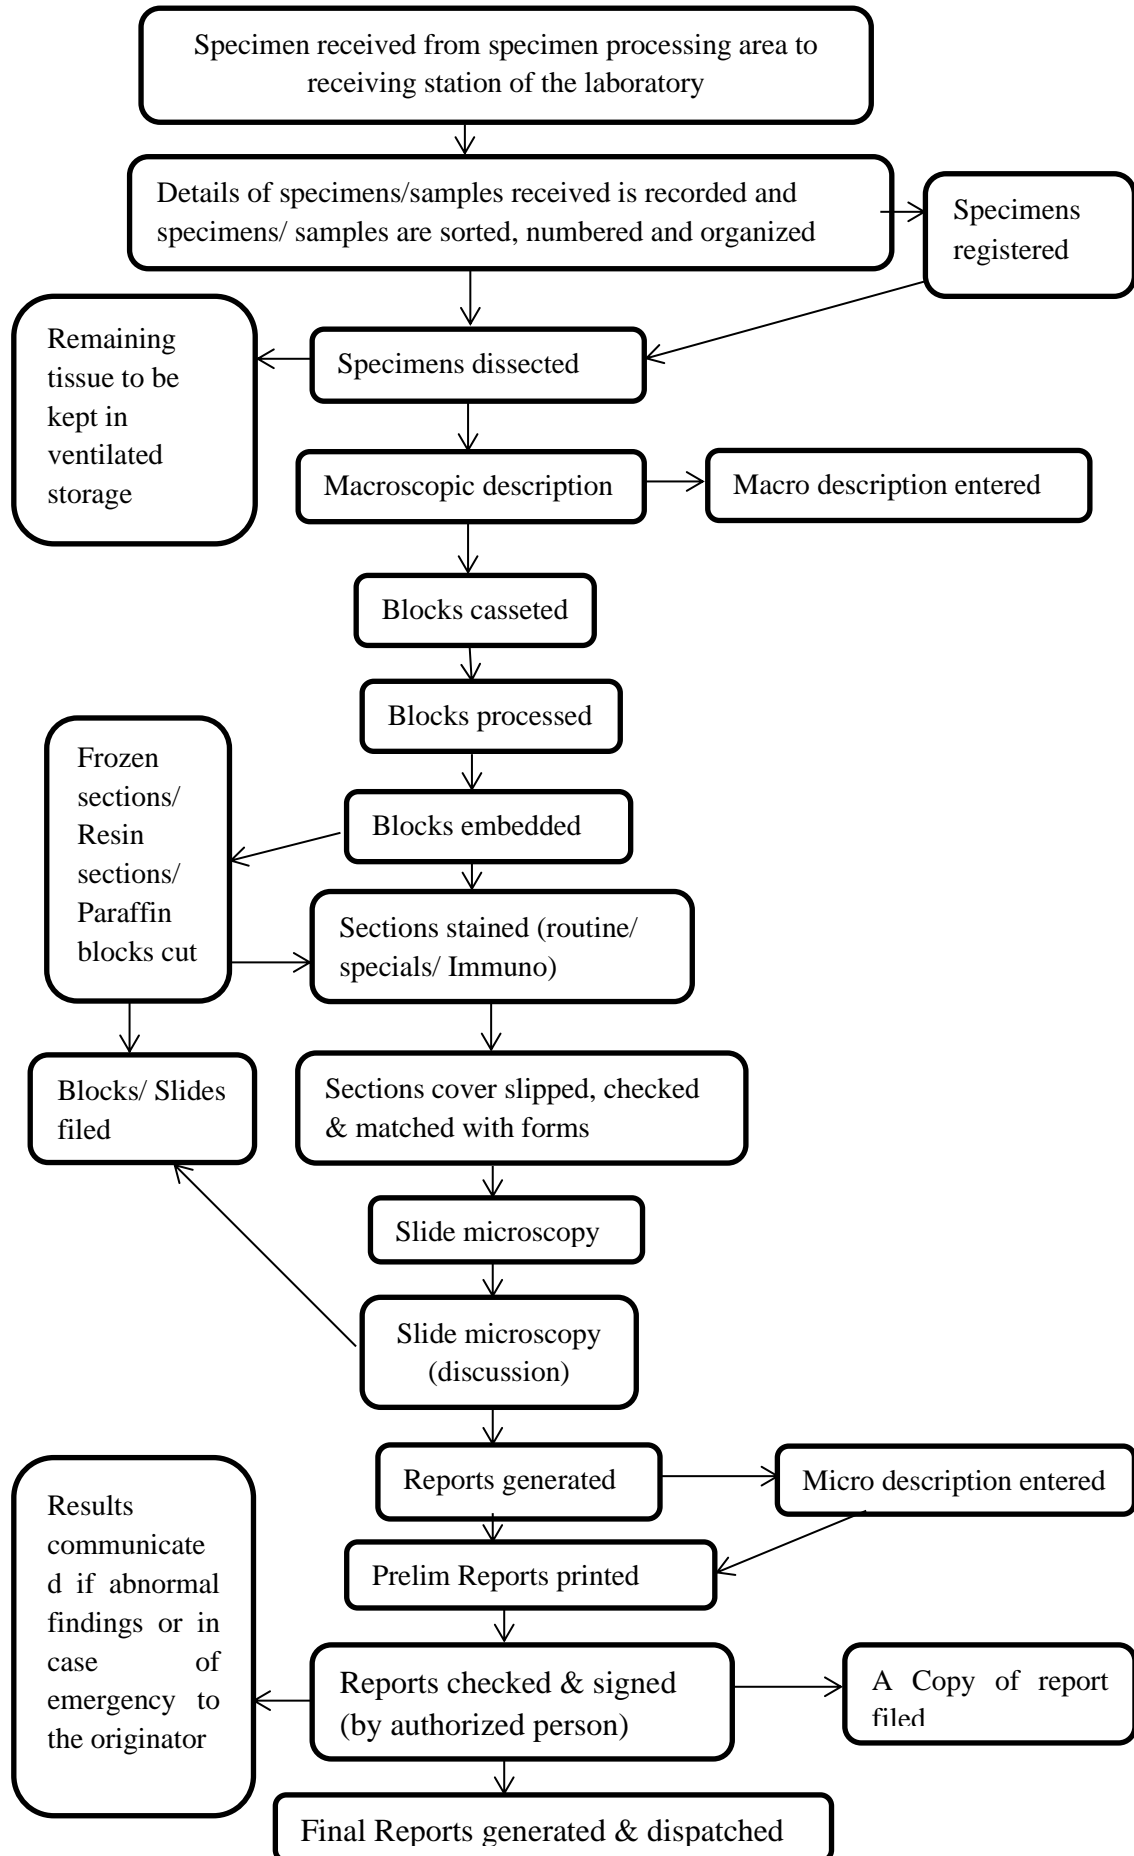 Specimen received from specimen processing area to
receiving station of the laboratory
Details of specimens/samples received is recorded and
specimens/ samples are sorted, numbered and organized
Specimens
registered
Remaining
tissue to be
kept in
ventilated
storage
Specimens dissected
Macroscopic description
Macro description entered
Blocks casseted
Blocks processed
Frozen
sections/
Resin
sections/
Paraffin
blocks cut
Blocks embedded
Sections stained (routine/
specials/ Immuno)
Blocks/ Slides
filed
Sections cover slipped, checked
& matched with forms
Slide microscopy
Slide microscopy
(discussion)
Reports generated
Micro description entered
Results
communicate
d if abnormal
findings or in
case of
emergency to
the originator
Prelim Reports printed
Reports checked & signed
(by authorized person)
A Copy of report
filed
Final Reports generated & dispatched